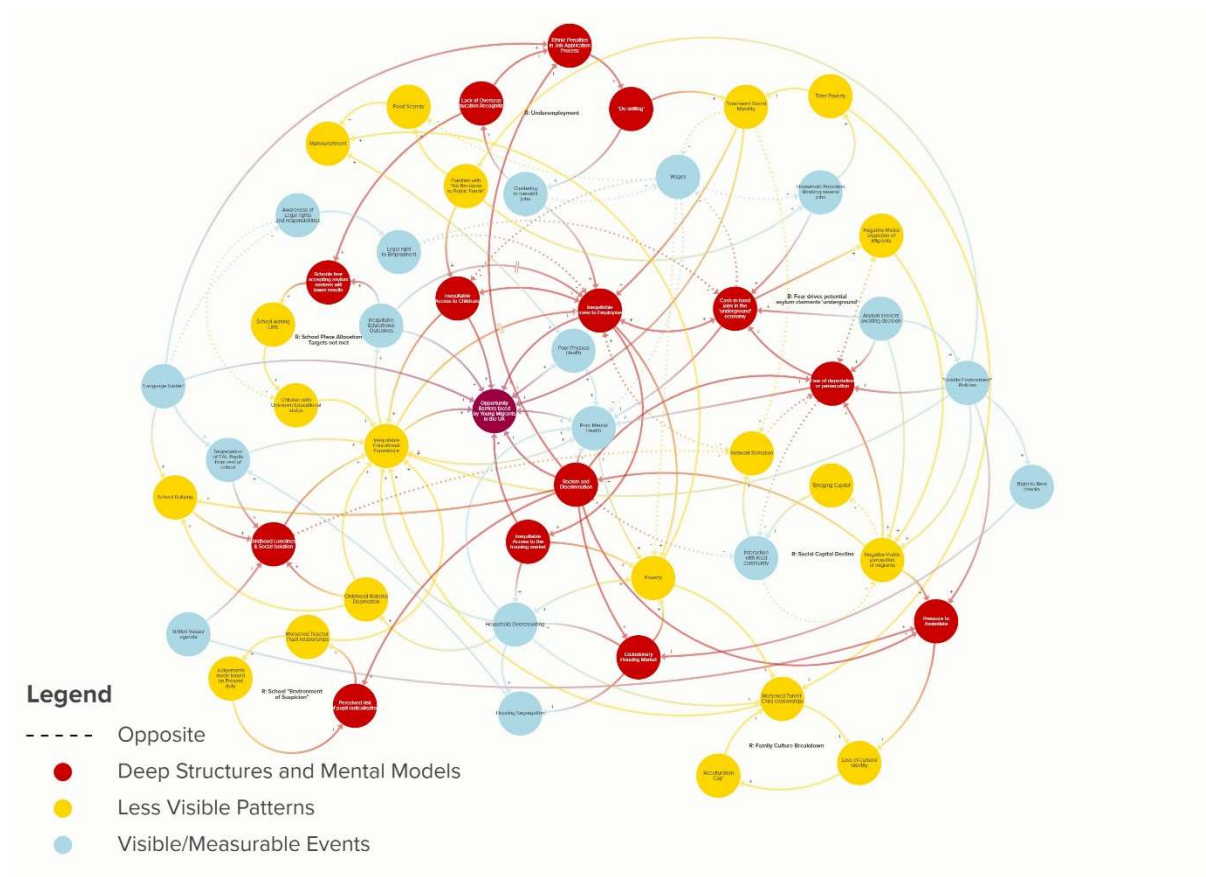 Ethnic Penalties
in Job Application
Process
Lack of Overseas
Education Recognition
'De-skilling'
R: Underemployment
Food Scarcity
Malnourishment
Families with
"No Recourse
to Public Funds"
Clustering
in low-skill
jobs
Wages
Downward Social
Mobility
Teen Poverty
Household Providers
Working several
jobs
Awareness of
Legal rights
and responsibilities
Legal right
to Employment
Negative Media
Depiction of
Migrants
Schools fear
accepting asylum
seekers will
lower results
Inequitable
Access to Childcare
Inequitable
Access to Employment
Cash-in-hand
jobs in the
'underground'
economy
B: Fear drives potential
asylum claimants 'underground'
Asylum seekers
awaiting decision
School waiting
Lists
R: School Place Allocation
Targets not met
Inequitable
Educational
Outcomes
Poor Physical
Health
'Language barrier'
Children with
Unknown Educational
status
Opportunity
Barriers faced
by Young Migrants
in the UK
Fear of deportation
or persecution
"Hostile Environment"
Policies
Poor Mental
Health
Segregation
of EAL Pupils
from rest of
cohort
Inequitable
Educational
Experience
Network formation
'Bridging Capital'
Right to Rent
checks
School Bullying
Racism and
Discrimination
Childhood Loneliness
& Social Isolation
Inequitable
Access to the
housing market
Interaction
with local
community
R: Social Capital Decline
Negative Public
perception
of migrants
Poverty
Childhood Material
Deprivation
British Values'
agenda
Worsened Teacher
Pupil relationships
Household Overcrowding
Pressure to
Assimilate
Exclusionary
Housing Market
Judgements
made based
on Prevent
duty
R: School "Environment
of Suspicion"
Perceived risk
of pupil radicalisation
Housing Segregation
Worsened Parent
Child relationships
R: Family Culture Breakdown
'Acculturation
Gap'
Loss of Cultural
Identity
Legend
Opposite
Deep Structures and Mental Models
Less Visible Patterns
Visible/Measurable Events